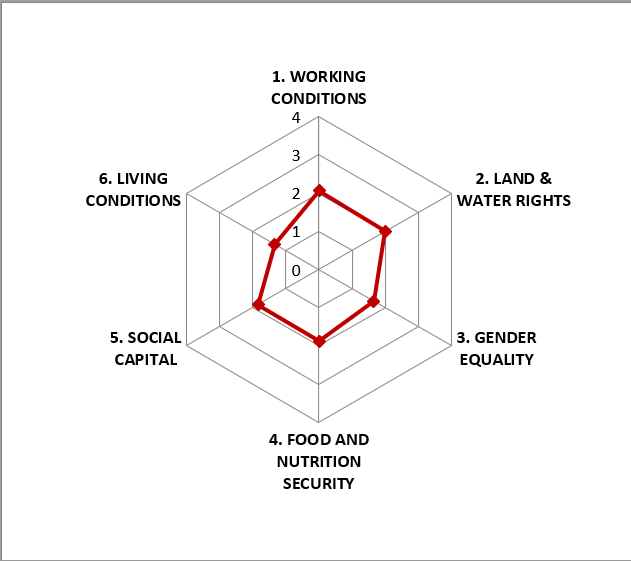 1. WORKING
CONDITIONS
4
3
2
1
0
2. LAND &
WATER RIGHTS
3. GENDER
EQUALITY
4. FOOD AND
NUTRITION
SECURITY
5. SOCIAL
CAPITAL
6. LIVING
CONDITIONS